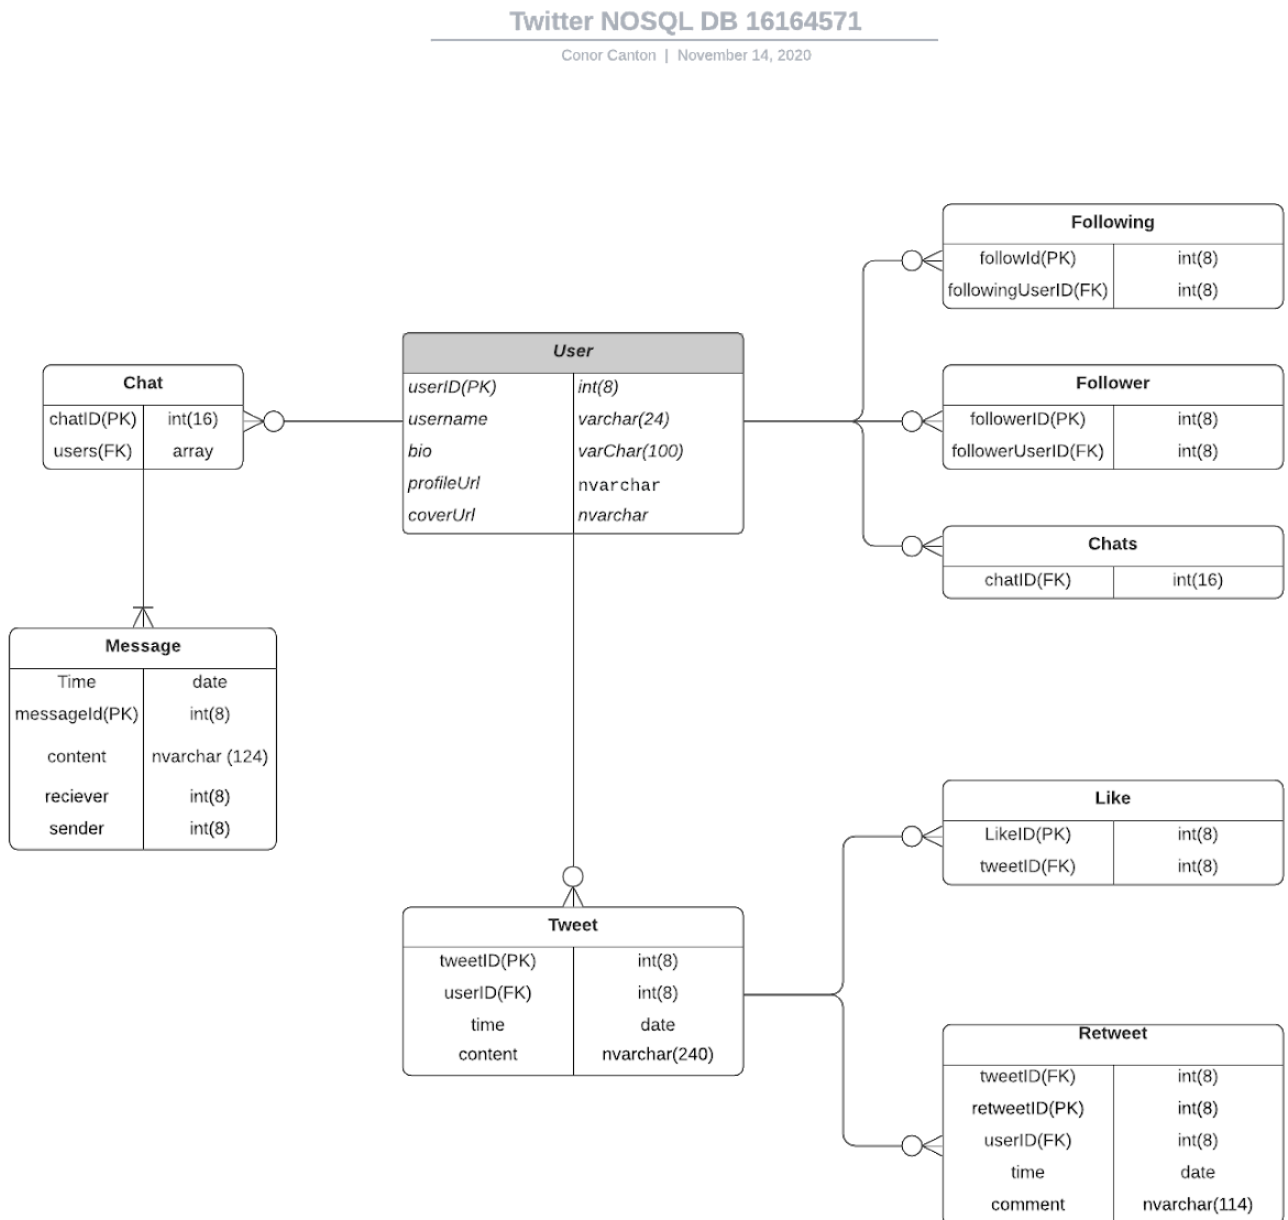 Twitter NOSQL DB 16164571
Conor Canton | November 14, 2020
Following
followId(PK) int(8)
followingUserID(FK) int(8)
User
userID(PK) int(8)
username varchar(24)
bio varChar(100)
profileUrl nvarchar
coverUrl nvarchar
Chat
chatID(PK) int(16)
users(FK) array
Follower
followerID(PK) int(8)
followerUserID(FK) int(8)
Chats
chatID(FK) int(16)
Message
Time date
messageId(PK) int(8)
content nvarchar (124)
reciever int(8)
sender int(8)
Like
LikeID(PK) int(8)
tweetID(FK) int(8)
Tweet
tweetID(PK) int(8)
userID(FK) int(8)
time date
content nvarchar(240)
Retweet
tweetID(FK) int(8)
retweetID(PK) int(8)
userID(FK) int(8)
time date
comment nvarchar(114)